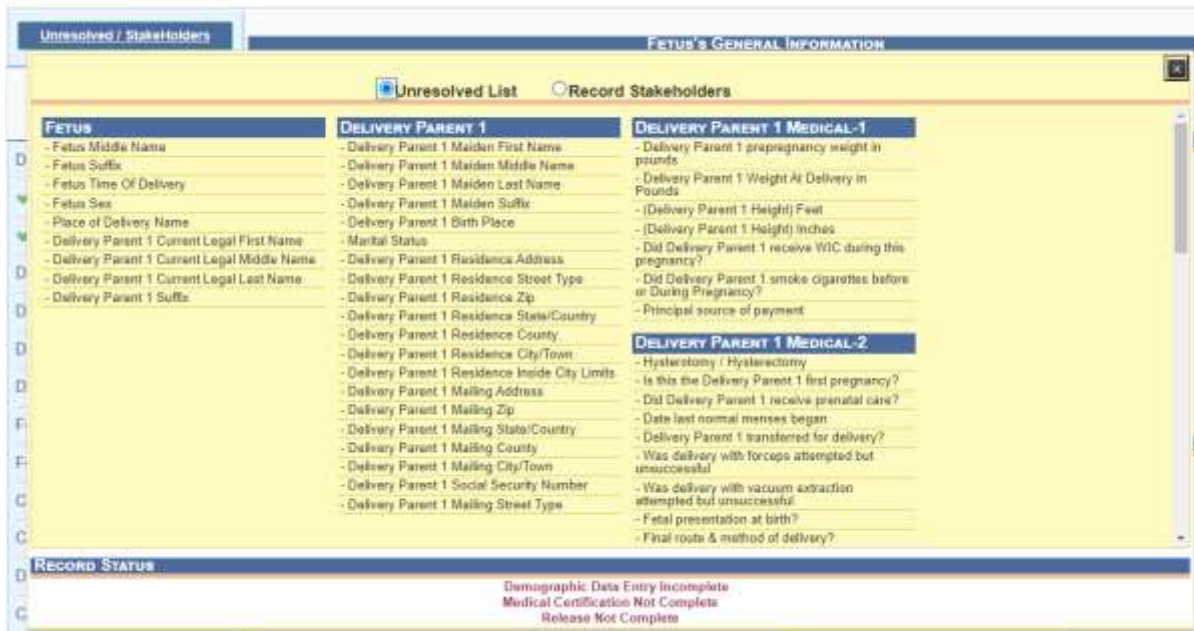 Unresolved / StakeHolders
FETUS'S GENERAL INFORMATION
Unresolved List
Record Stakeholders
FETUS
- Fetus Middle Name
- Fetus Suffix
- Fetus Time Of Delivery
- Fetus Sex
- Place of Delivery Name
- Delivery Parent 1 Current Legal First Name
- Delivery Parent 1 Current Legal Middle Name
- Delivery Parent 1 Current Legal Last Name
- Delivery Parent 1 Suffix
DELIVERY PARENT 1
- Delivery Parent 1 Maiden First Name
- Delivery Parent 1 Maiden Middle Name
- Delivery Parent 1 Maiden Last Name
- Delivery Parent 1 Maiden Suffix
- Delivery Parent 1 Birth Place
- Marital Status
- Delivery Parent 1 Residence Address
- Delivery Parent 1 Residence Street Type
- Delivery Parent 1 Residence Zip
- Delivery Parent 1 Residence State/Country
- Delivery Parent 1 Residence County
- Delivery Parent 1 Residence City/Town
- Delivery Parent 1 Residence Inside City Limits
- Delivery Parent 1 Mailing Address
- Delivery Parent 1 Mailing Zip
- Delivery Parent 1 Mailing State/Country
- Delivery Parent 1 Mailing County
- Delivery Parent 1 Mailing City/Town
- Delivery Parent 1 Social Security Number
- Delivery Parent 1 Mailing Street Type
DELIVERY PARENT 1 MEDICAL-1
- Delivery Parent 1 prepregnancy weight in
pounds
- Delivery Parent 1 Weight At Delivery in
Pounds
- (Delivery Parent 1 Height) Feet
- (Delivery Parent 1 Height) Inches
- Did Delivery Parent 1 receive WIC during this
pregnancy?
- Did Delivery Parent 1 smoke cigarettes before
or During Pregnancy?
- Principal source of payment
DELIVERY PARENT 1 MEDICAL-2
- Hysterotomy / Hysterectomy
- Is this the Delivery Parent 1 first pregnancy?
- Did Delivery Parent 1 receive prenatal care?
- Date last normal menses began
- Delivery Parent 1 transferred for delivery?
- Was delivery with forceps attempted but
unsuccessful
- Was delivery with vacuum extraction
attempted but unsuccessful
- Fetal presentation at birth?
- Final route & method of delivery?
RECORD STATUS
Demographic Data Entry Incomplete
Medical Certification Not Complete
Release Not Complete